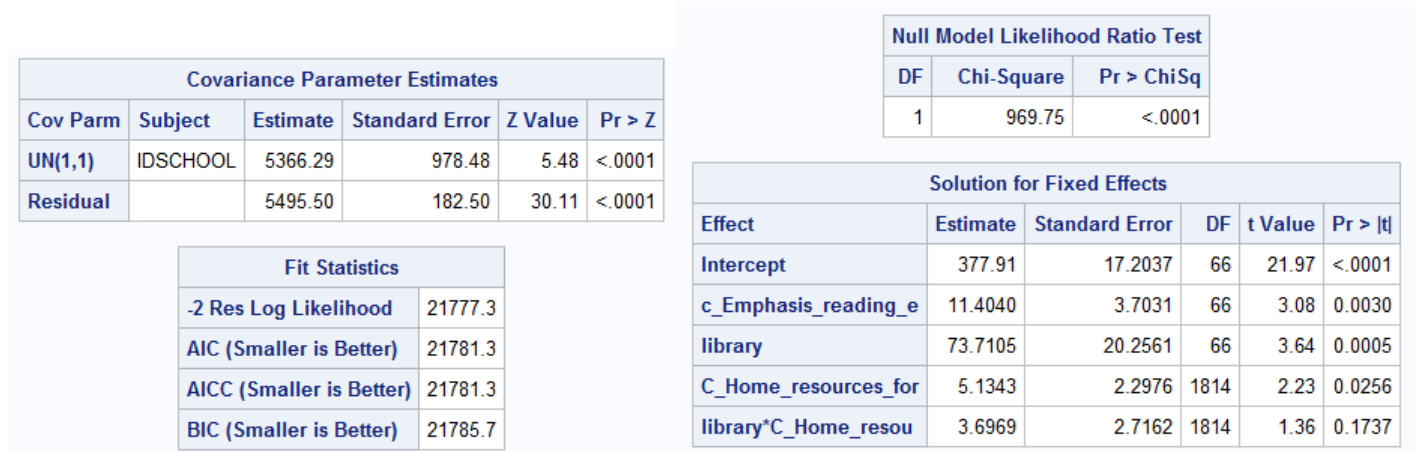 Covariance Parameter Estimates
Cov Parm Subject Estimate Standard Error Z Value Pr > Z
UN(1,1) IDSCHOOL 5366.29 978.48 5.48 <.0001
Residual 5495.50 182.50 30.11 <.0001
Fit Statistics
-2 Res Log Likelihood 21777.3
AIC (Smaller is Better) 21781.3
AICC (Smaller is Better) 21781.3
BIC (Smaller is Better) 21785.7
Null Model Likelihood Ratio Test
DF Chi-Square Pr > ChiSq
1 969.75 <.0001
Solution for Fixed Effects
Effect Estimate Standard Error DF t Value Pr > |t|
Intercept 377.91 17.2037 66 21.97 <.0001
c_Emphasis_reading_e 11.4040 3.7031 66 3.08 0.0030
library 73.7105 20.2561 66 3.64 0.0005
C_Home_resources_for 5.1343 2.2976 1814 2.23 0.0256
library*C_Home_resou 3.6969 2.7162 1814 1.36 0.1737